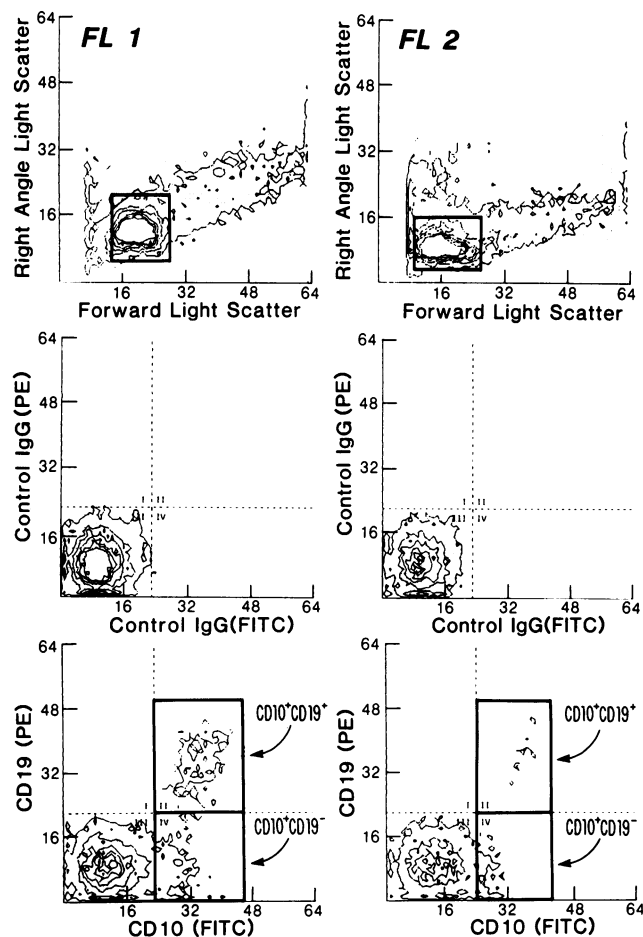 FL 1
Right Angle Light Scatter
64
48
32
16
16
32
48
64
Forward Light Scatter
FL 2
Right Angle Light Scatter
64
48
32
16
16
32
48
64
Forward Light Scatter
Control IgG(PE)
64
48
32
16
I II
IV
16
32
48
64
Control IgG(FITC)
Control IgG(PE)
64
48
32
16
I II
III IV
16
32
48
64
Control IgG(FITC)
CD19 (PE)
64
48
32
16
I II
IV
CD10⁺CD19⁺
CD10⁺CD19⁻
16
32
48
64
CD10 (FITC)
CD19 (PE)
64
48
32
16
I II
III IV
CD10⁺CD19⁺
CD10⁺CD19⁻
16
32
48
64
CD10 (FITC)